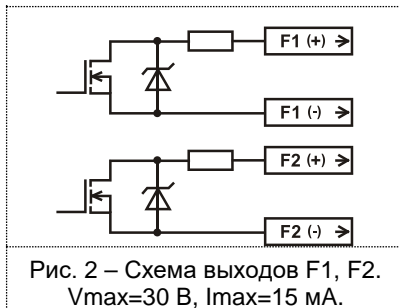 F1 (+)
F1 (-)
F2 (+)
F2 (-)
Рис. 2 – Схема выходов F1, F2.
Vmax=30 В, Imax=15 мА.